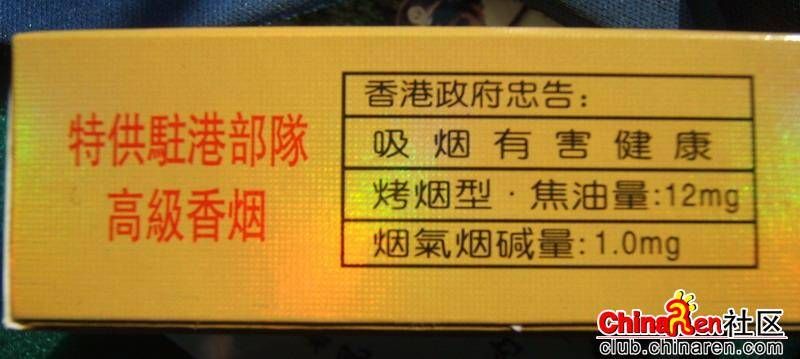 特供駐港部隊
高級香烟
香港政府忠告：
吸烟有害健康
烤烟型·焦油量:12mg
烟氣烟碱量:1.0mg
ChinaRen社区
club.chinaren.com